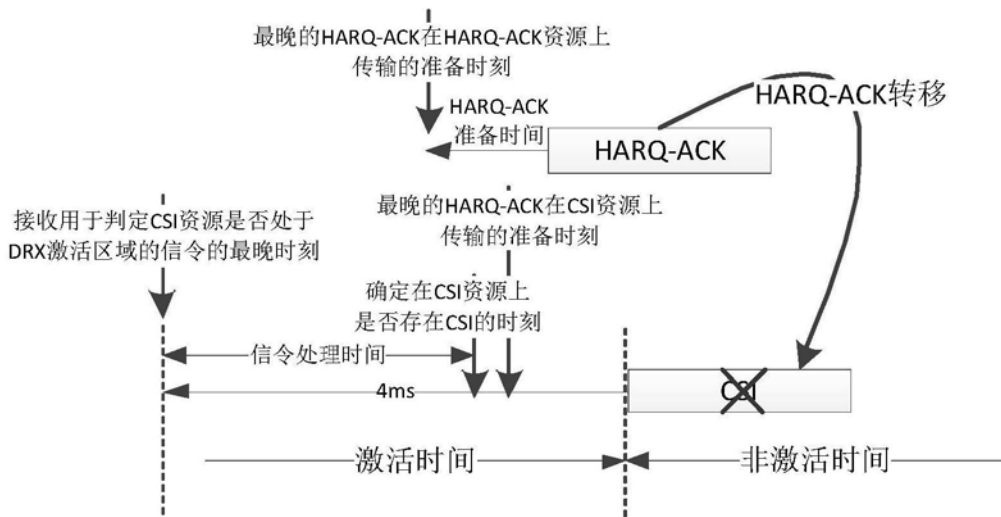 最晚的HARQ-ACK在HARQ-ACK资源上
传输的准备时刻
HARQ-ACK转移
HARQ-ACK
准备时间
HARQ-ACK
最晚的HARQ-ACK在CSI资源上
传输的准备时刻
接收用于判定CSI资源是否处于
DRX激活区域的信令的最晚时刻
确定在CSI资源上
是否存在CSI的时刻
信令处理时间
4ms
CSI
激活时间
非激活时间